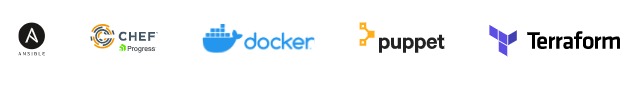 ANSIBLE
CHEF
Progress
docker
puppet
Terraform